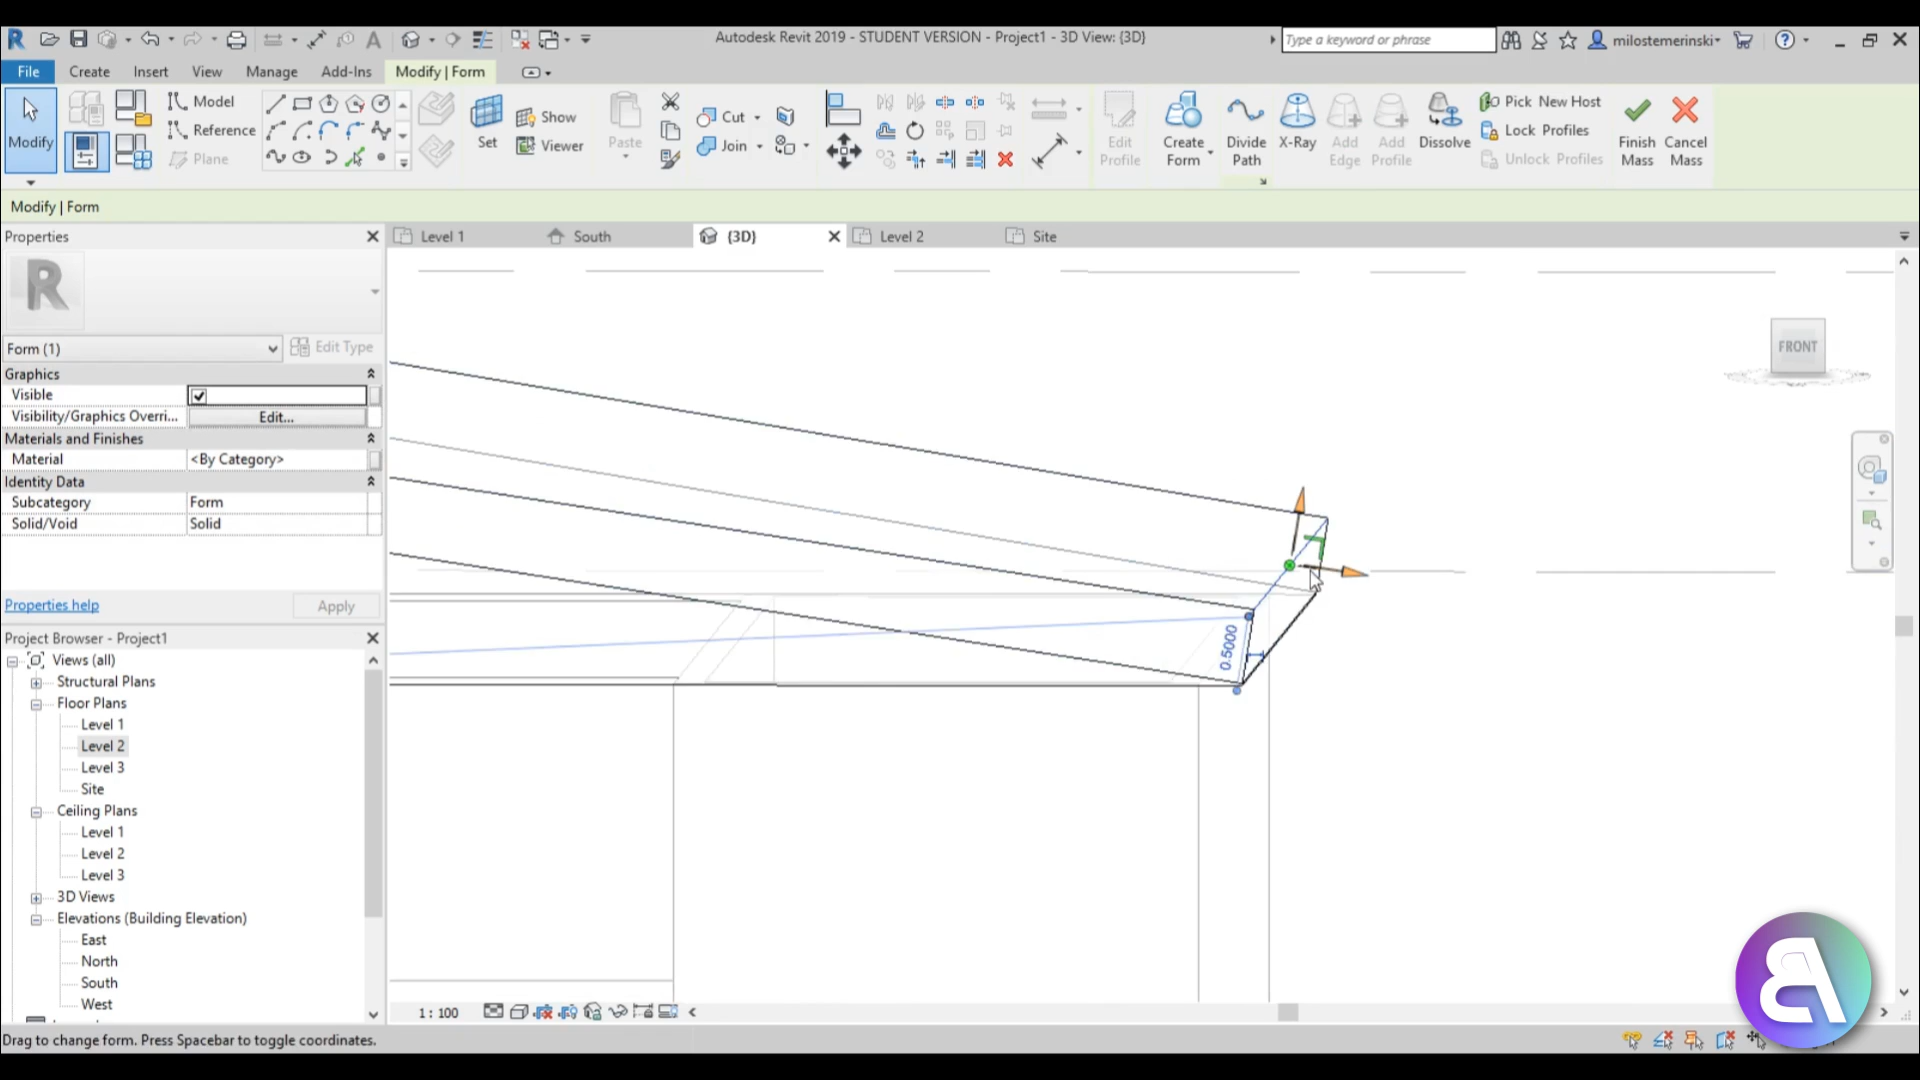 Autodesk Revit 2019 - STUDENT VERSION - Project1 - 3D View: {3D}
Type a keyword or phrase
milostemerinski
File
Create
Insert
View
Manage
Add-Ins
Modify | Form
Modify
Model
Reference
Plane
Set
Show
Viewer
Paste
Cut
Join
Edit
Profile
Create
Form
Divide
Path
X-Ray
Add
Edge
Add
Profile
Dissolve
Pick New Host
Lock Profiles
Unlock Profiles
Finish
Mass
Cancel
Mass
Modify | Form
Properties
Level 1
South
{3D}
Level 2
Site
R
Form (1)
Edit Type
Graphics
Visible
Visibility/Graphics Overri...
Edit...
Materials and Finishes
Material
<By Category>
Identity Data
Subcategory
Form
Solid/Void
Solid
Properties help
Apply
Project Browser - Project1
Views (all)
Structural Plans
Floor Plans
Level 1
Level 2
Level 3
Site
Ceiling Plans
Level 1
Level 2
Level 3
3D Views
Elevations (Building Elevation)
East
North
South
West
FRONT
0.5000
1 : 100
Drag to change form. Press Spacebar to toggle coordinates.